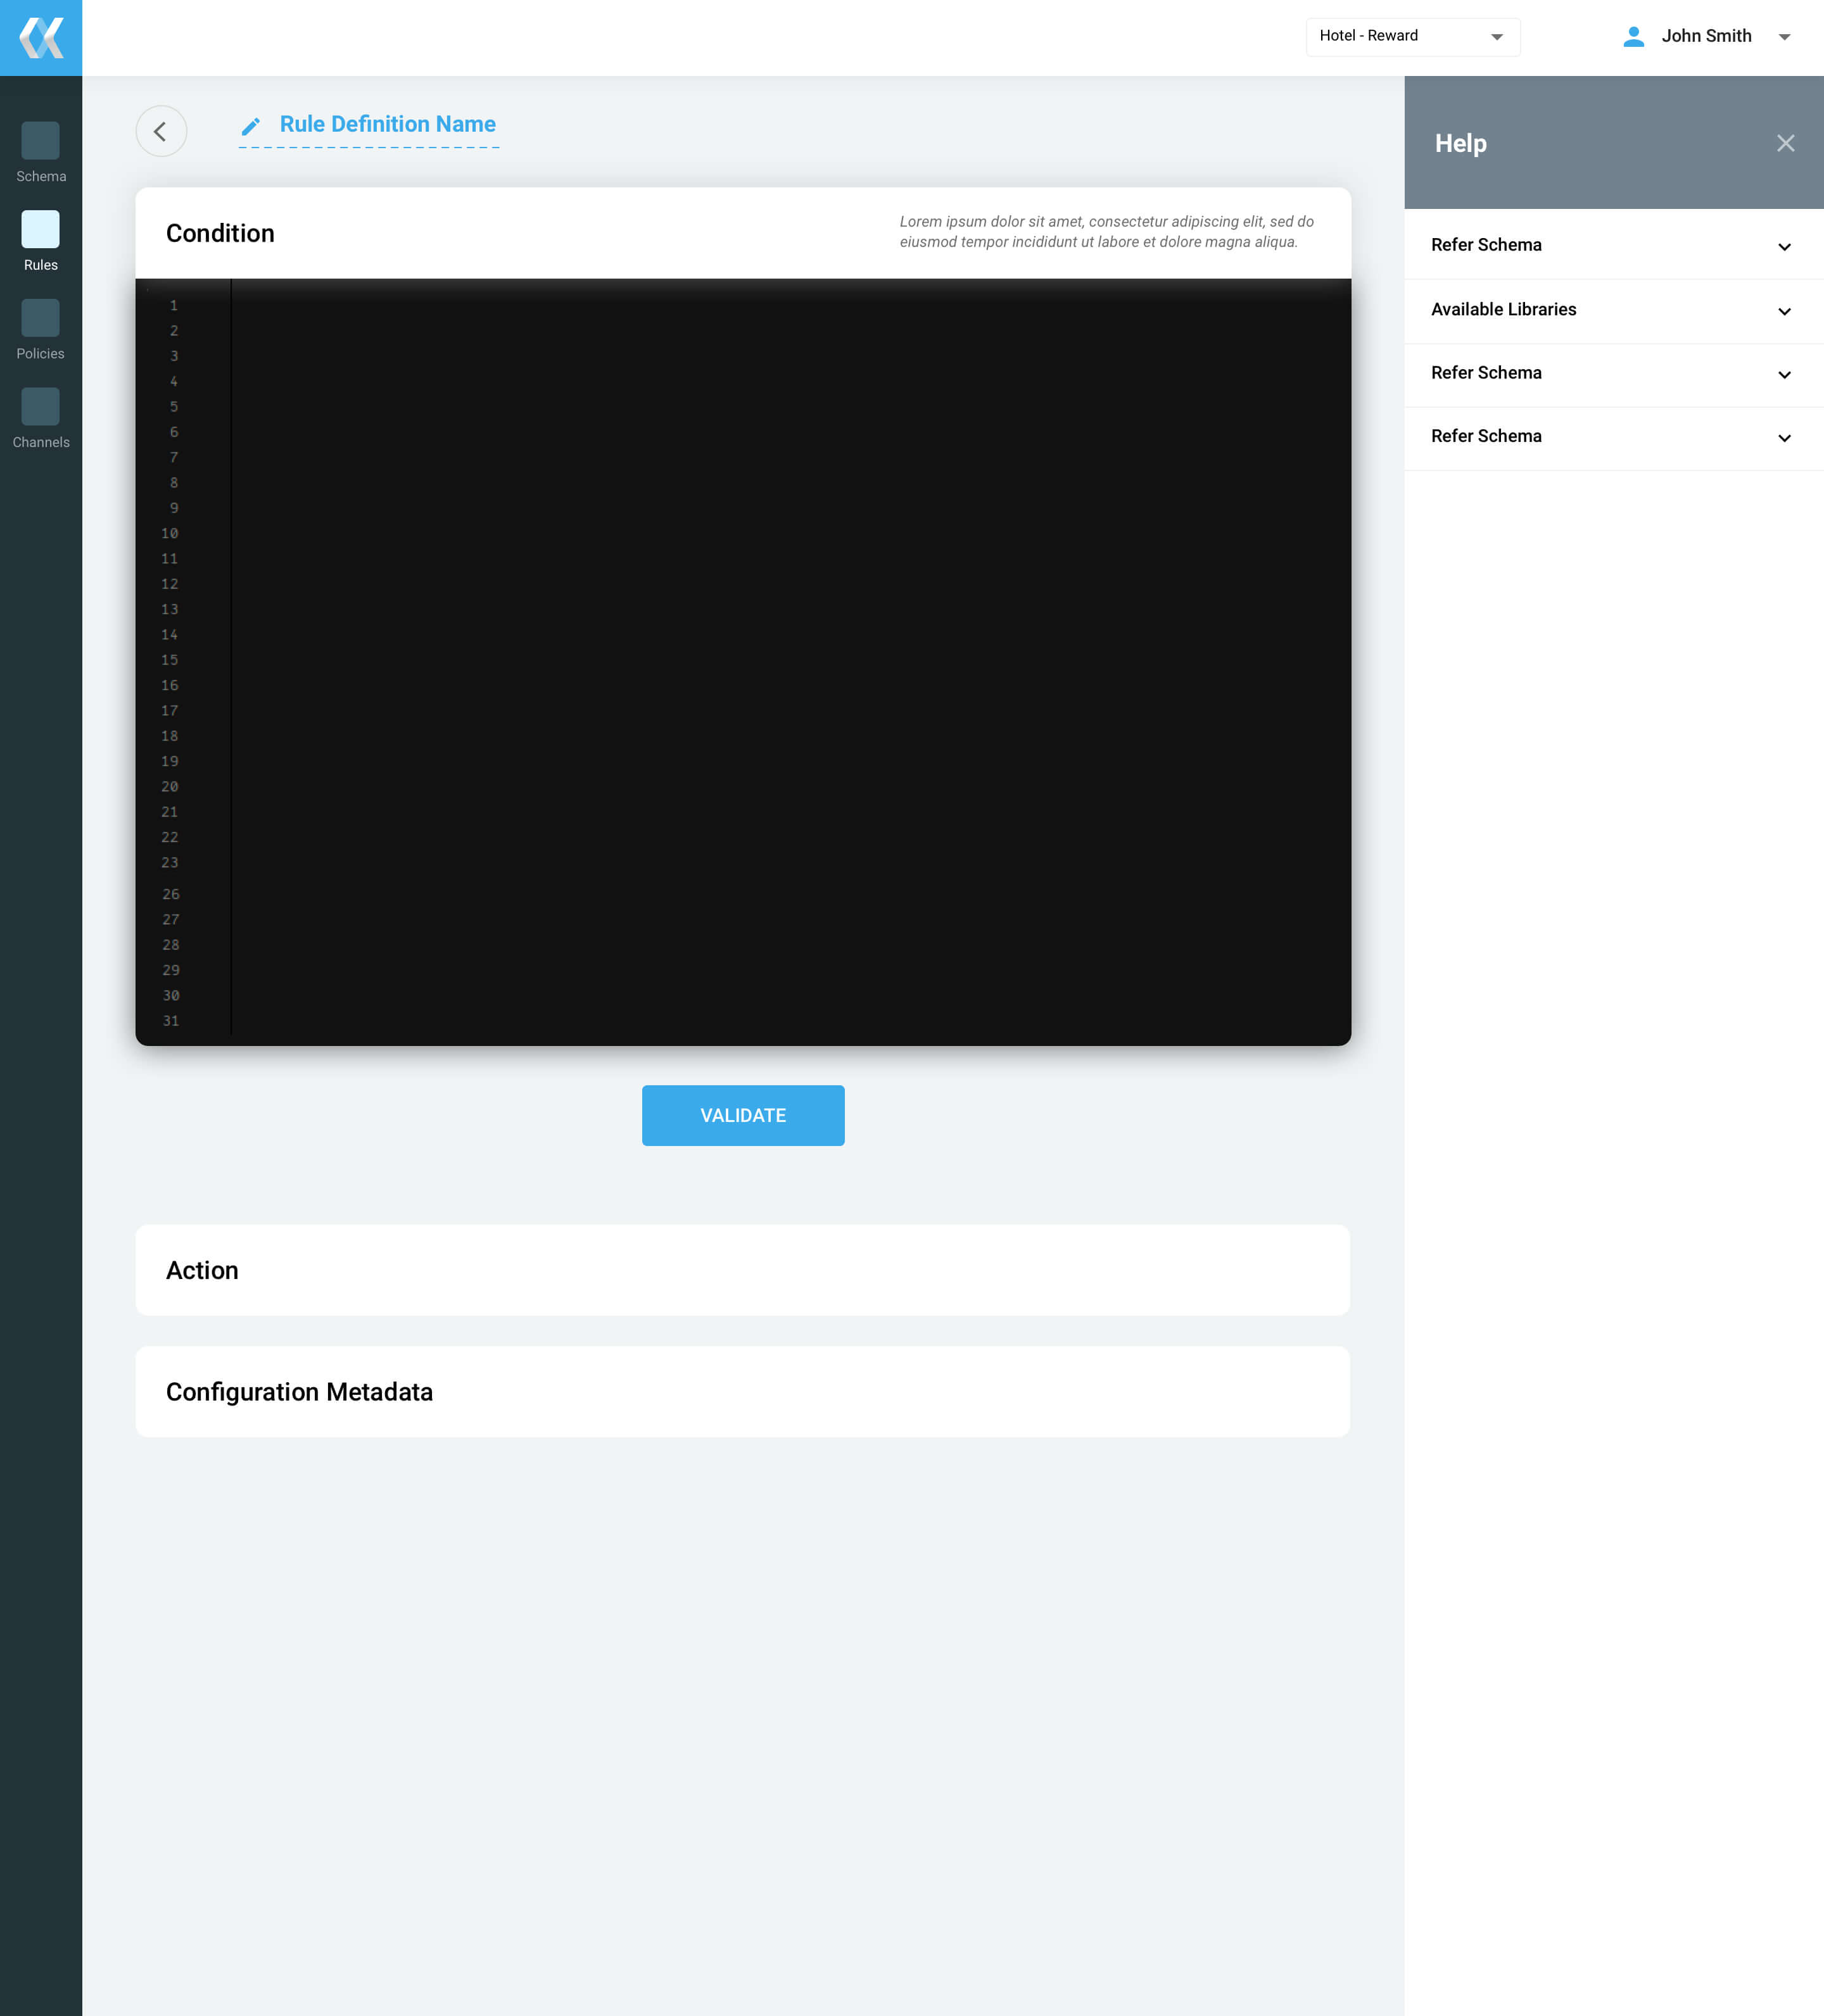 Hotel - Reward
John Smith
Schema
Rules
Policies
Channels
Rule Definition Name
Condition
Lorem ipsum dolor sit amet, consectetur adipiscing elit, sed do
eiusmod tempor incididunt ut labore et dolore magna aliqua.
1
2
3
4
5
6
7
8
9
10
11
12
13
14
15
16
17
18
19
20
21
22
23
26
27
28
29
30
31
VALIDATE
Action
Configuration Metadata
Help
Refer Schema
Available Libraries
Refer Schema
Refer Schema